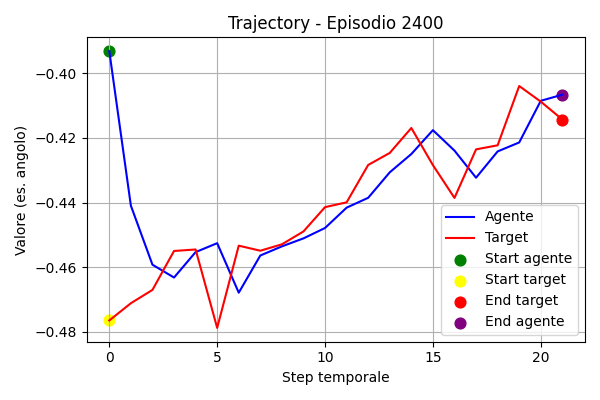 Trajectory - Episodio 2400
Valore (es. angolo)
−0.40
−0.42
−0.44
−0.46
−0.48
0
5
10
15
20
Step temporale
Agente
Target
Start agente
Start target
End target
End agente